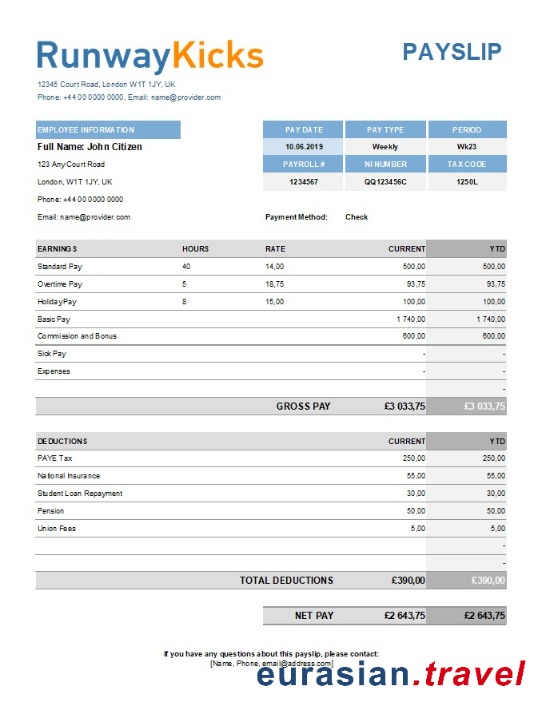 RunwayKicks
PAYSLIP
12345 Court Road, London W1T 1JY, UK
Phone: +44 00 0000 0000, Email: name@provider.com
EMPLOYEE INFORMATION PAY DATE PAY TYPE PERIOD
Full Name: John Citizen 10.06.2019 Weekly Wk23
123 Any Court Road PAYROLL # NI NUMBER TAX CODE
London, W1T 1JY, UK 1234567 QQ123456C 1250L
Phone: +44 00 0000 0000
Email: name@provider.com Payment Method: Check
EARNINGS HOURS RATE CURRENT YTD
Standard Pay 40 14,00 500,00 500,00
Overtime Pay 5 18,75 93,75 93,75
Holiday Pay 8 15,00 100,00 100,00
Basic Pay 1 740,00 1 740,00
Commission and Bonus 600,00 600,00
Sick Pay - -
Expenses - -
-
GROSS PAY £3 033,75 £3 033,75
DEDUCTIONS CURRENT YTD
PAYE Tax 250,00 250,00
National Insurance 55,00 55,00
Student Loan Repayment 30,00 30,00
Pension 50,00 50,00
Union Fees 5,00 5,00
-
-
TOTAL DEDUCTIONS £390,00 £390,00
NET PAY £2 643,75 £2 643,75
If you have any questions about this payslip, please contact:
[Name, Phone, email@address.com]
eurasian.travel